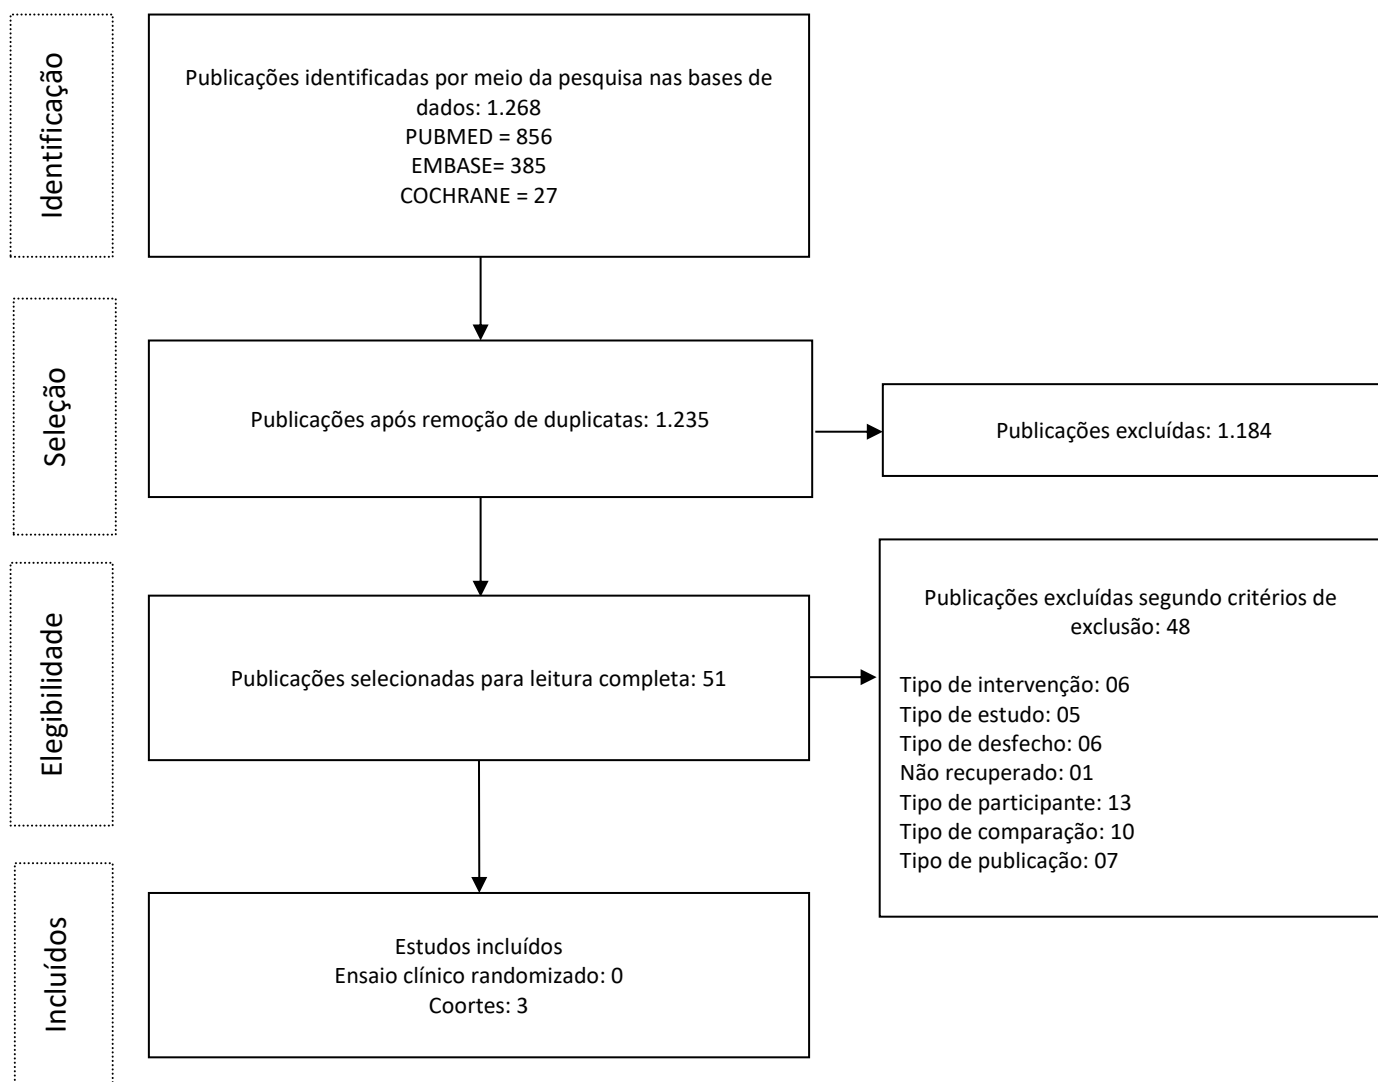 Identificação
Publicações identificadas por meio da pesquisa nas bases de
dados: 1.268
PUBMED = 856
EMBASE= 385
COCHRANE = 27
Seleção
Publicações após remoção de duplicatas: 1.235
Publicações excluídas: 1.184
Elegibilidade
Publicações selecionadas para leitura completa: 51
Publicações excluídas segundo critérios de
exclusão: 48
Tipo de intervenção: 06
Tipo de estudo: 05
Tipo de desfecho: 06
Não recuperado: 01
Tipo de participante: 13
Tipo de comparação: 10
Tipo de publicação: 07
Incluídos
Estudos incluídos
Ensaio clínico randomizado: 0
Coortes: 3